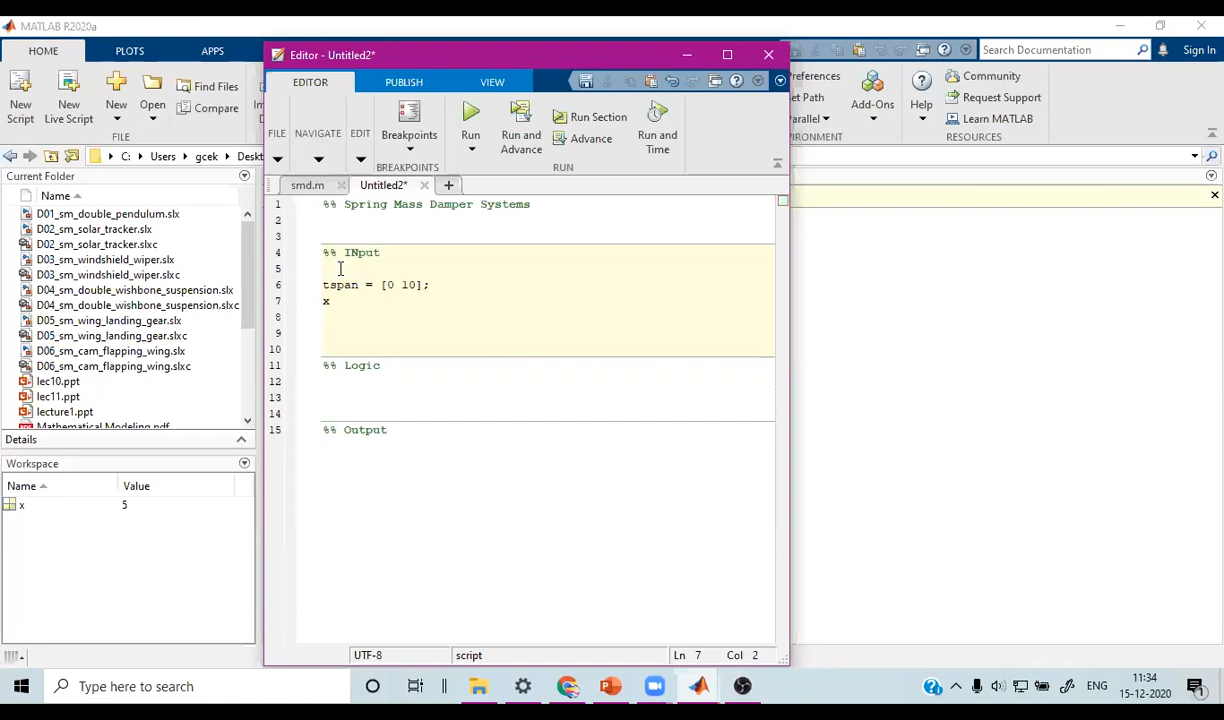 MATLAB R2020a
HOME
PLOTS
APPS
Search Documentation
Sign In
New Script
New Live Script
New
Open
Find Files
Compare
FILE
Preferences
Set Path
Parallel
Add-Ons
Help
Community
Request Support
Learn MATLAB
RESOURCES
C: Users gcek Deskt
Current Folder
Name
D01_sm_double_pendulum.slx
D02_sm_solar_tracker.slx
D02_sm_solar_tracker.slxc
D03_sm_windshield_wiper.slx
D03_sm_windshield_wiper.slxc
D04_sm_double_wishbone_suspension.slx
D04_sm_double_wishbone_suspension.slxc
D05_sm_wing_landing_gear.slx
D05_sm_wing_landing_gear.slxc
D06_sm_cam_flapping_wing.slx
D06_sm_cam_flapping_wing.slxc
lec10.ppt
lec11.ppt
lecture1.ppt
Mathematical Modeling.pdf
Details
Workspace
Name Value
x 5
Editor - Untitled2*
EDITOR
PUBLISH
VIEW
FILE
NAVIGATE
EDIT
Breakpoints
BREAKPOINTS
Run
Run and Advance
Run Section
Advance
Run and Time
RUN
smd.m
Untitled2*
1 %% Spring Mass Damper Systems
2
3
4 %% INput
5
6 tspan = [0 10];
7 x
8
9
10
11 %% Logic
12
13
14
15 %% Output
UTF-8
script
Ln 7 Col 2
Type here to search
ENG
11:34
15-12-2020